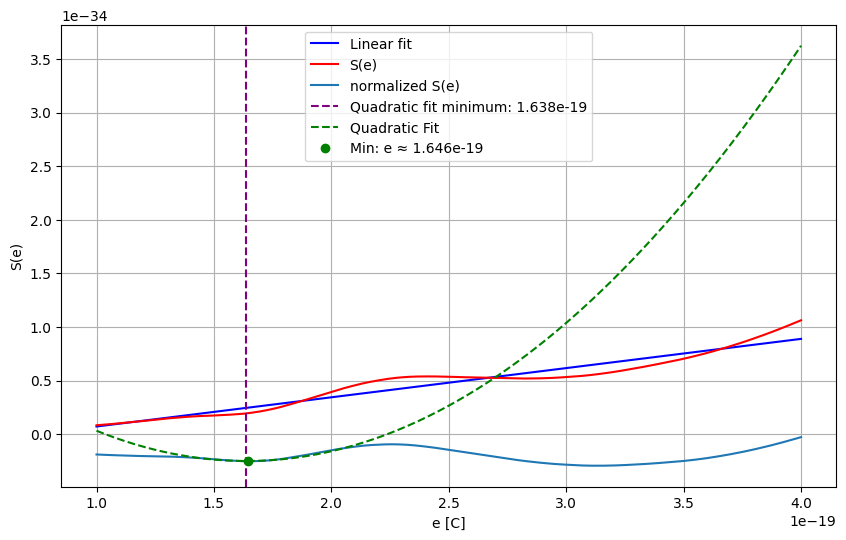 1e−34
Linear fit
S(e)
normalized S(e)
Quadratic fit minimum: 1.638e-19
Quadratic Fit
Min: e ≈ 1.646e-19
3.5
3.0
2.5
2.0
1.5
1.0
0.5
0.0
S(e)
1.0 1.5 2.0 2.5 3.0 3.5 4.0
e [C]
1e−19